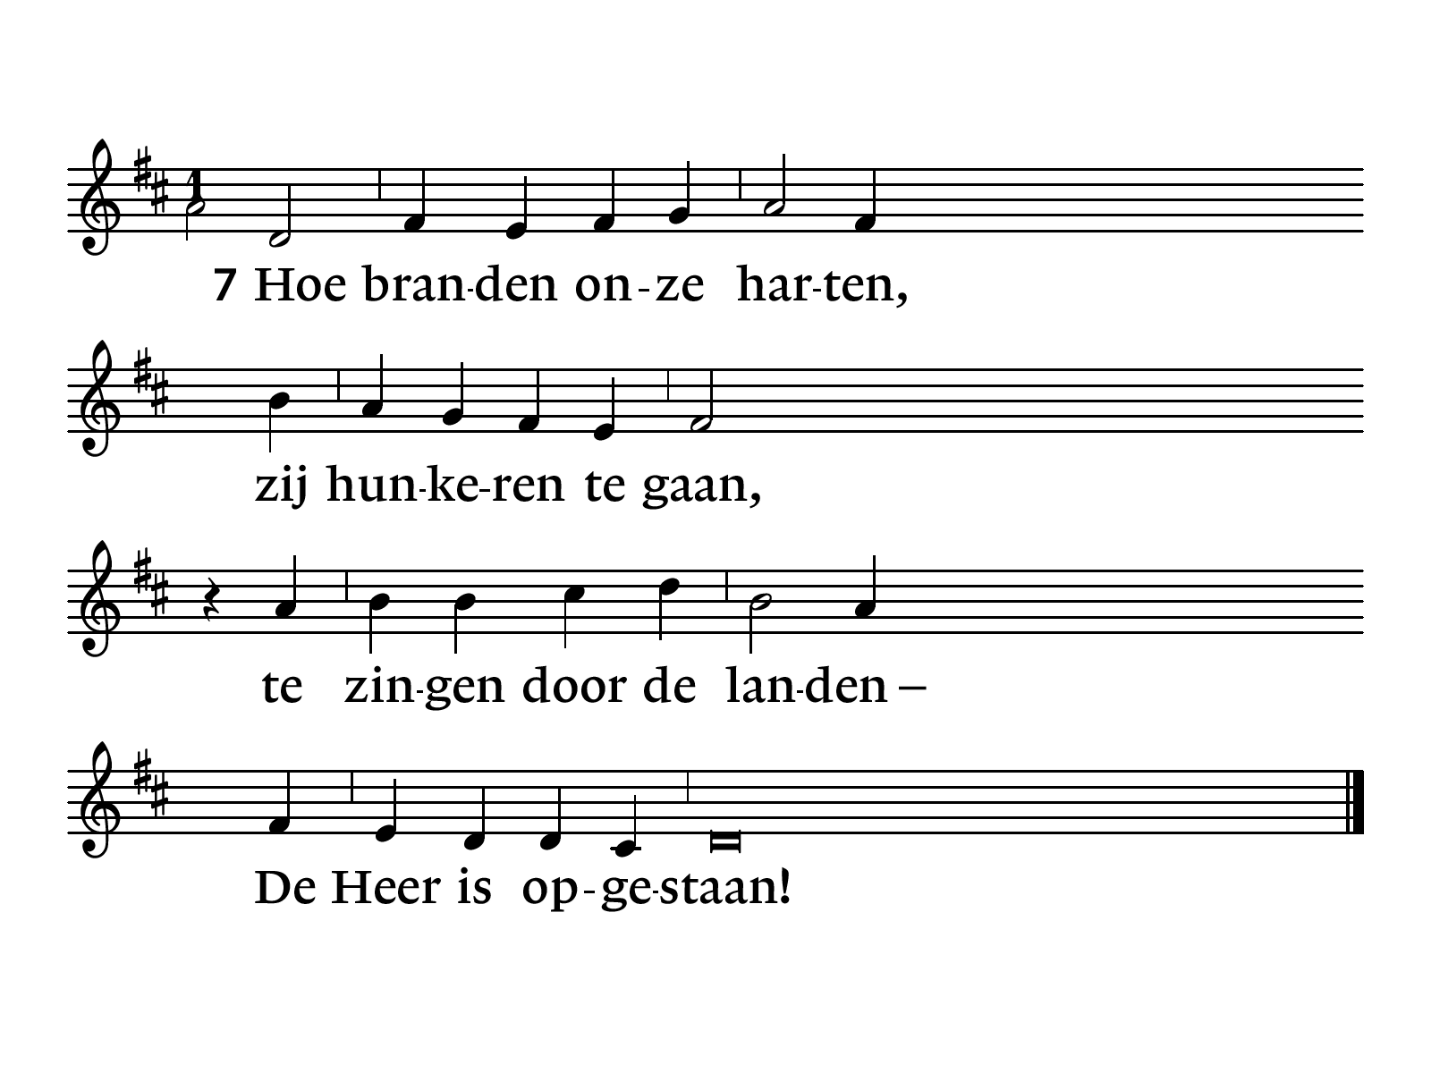 1
7 Hoe bran-den on-ze har-ten,
zij hun-ke-ren te gaan,
te zin-gen door de lan-den –
De Heer is op-ge-staan!